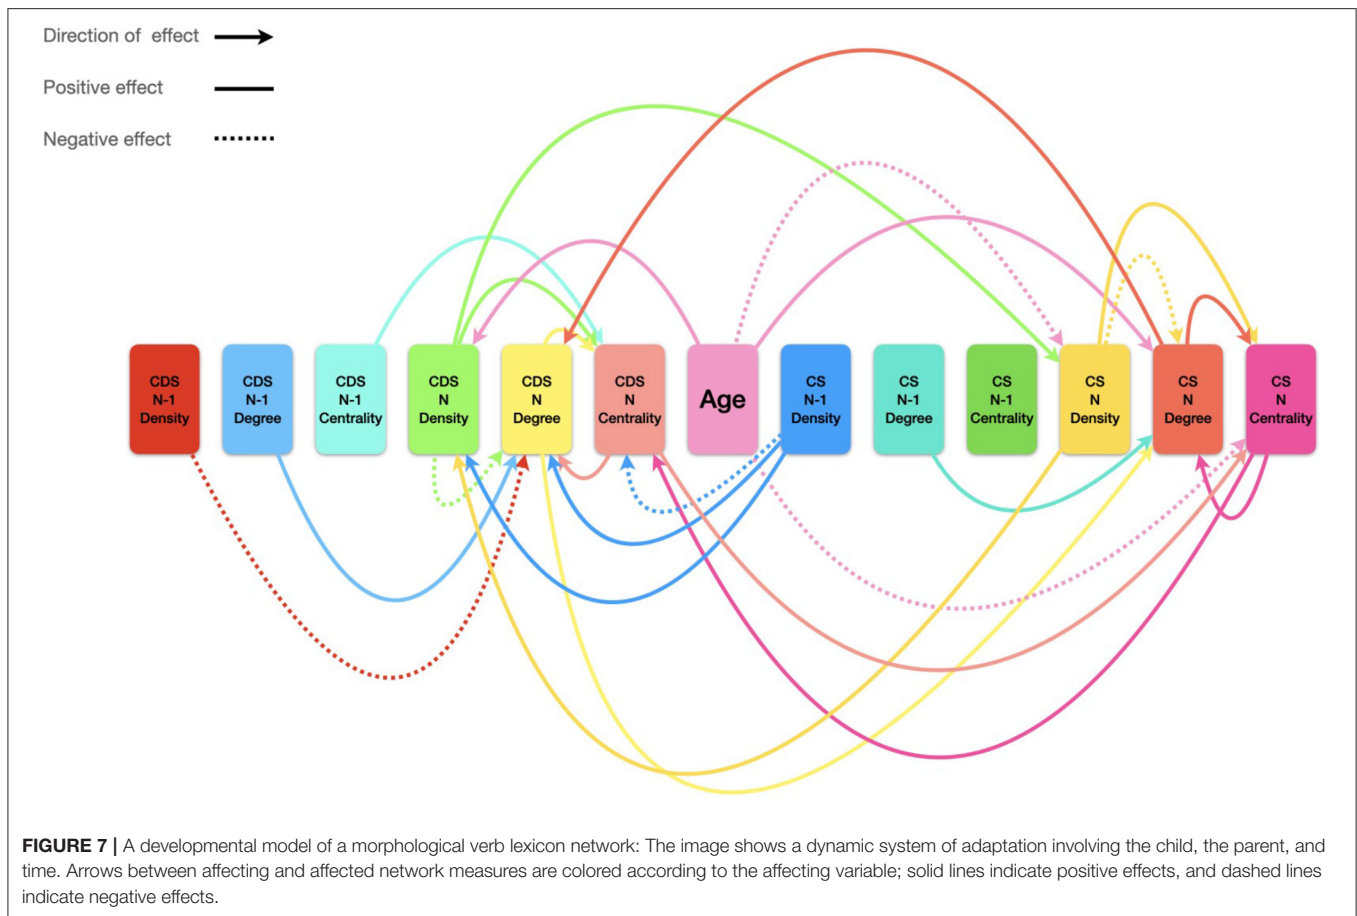 Direction of effect
Positive effect
Negative effect
CDS
N-1
Density
CDS
N-1
Degree
CDS
N-1
Centrality
CDS
N
Density
CDS
N
Degree
CDS
N
Centrality
Age
CS
N-1
Density
CS
N-1
Degree
CS
N-1
Centrality
CS
N
Density
CS
N
Degree
CS
N
Centrality
FIGURE 7 | A developmental model of a morphological verb lexicon network: The image shows a dynamic system of adaptation involving the child, the parent, and
time. Arrows between affecting and affected network measures are colored according to the affecting variable; solid lines indicate positive effects, and dashed lines
indicate negative effects.